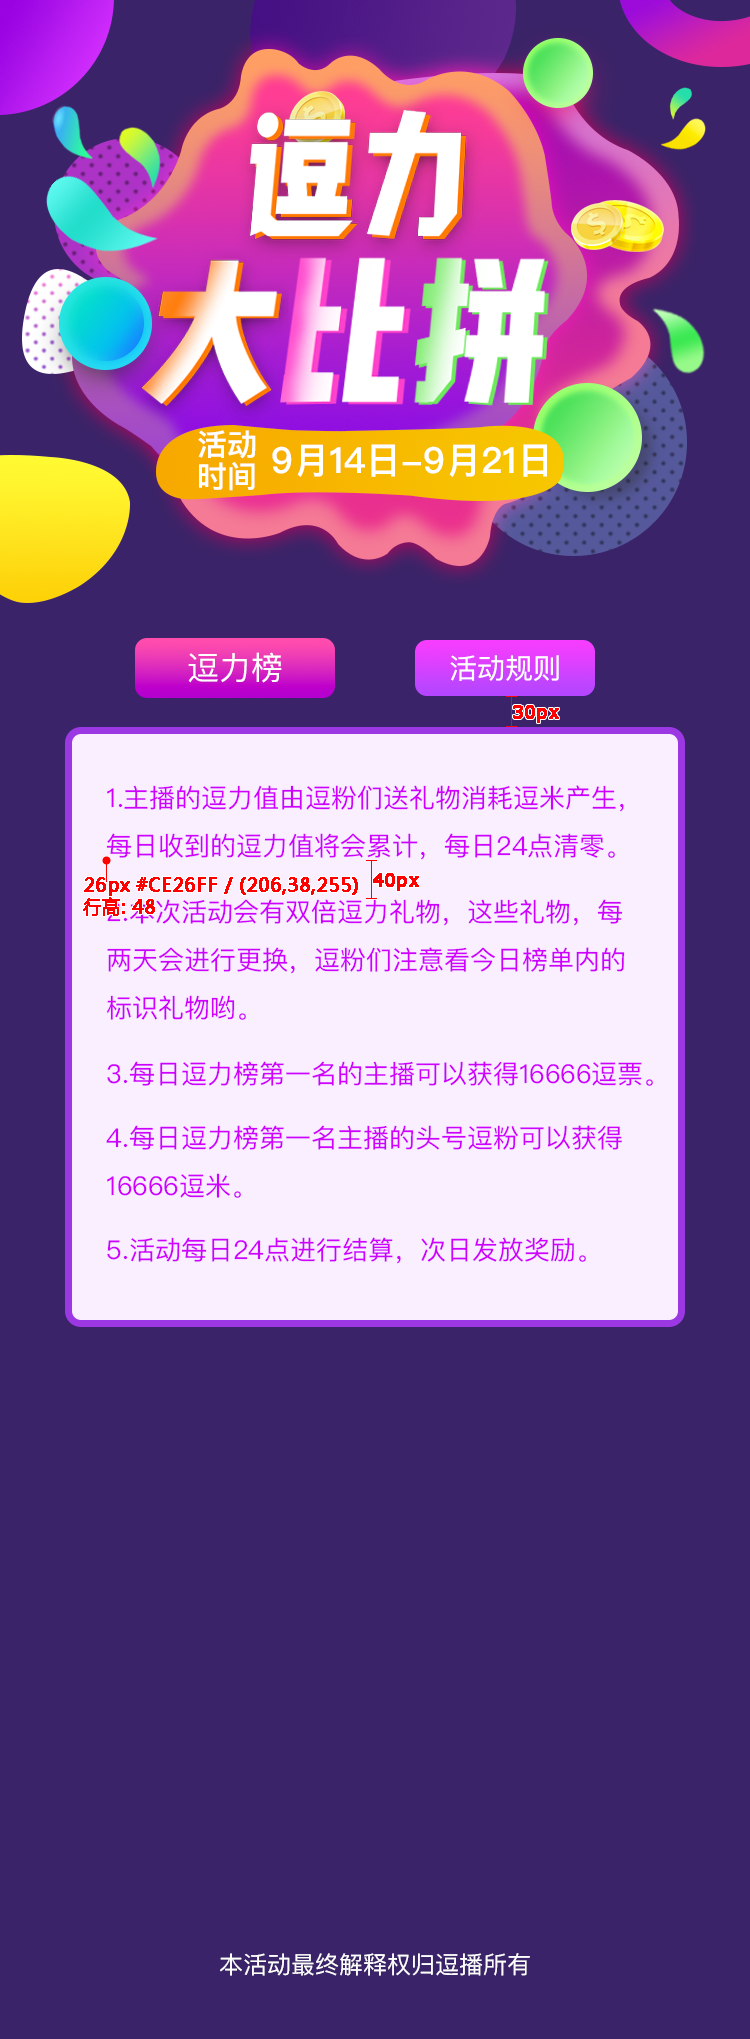 逗力
大比拼
活动
时间
9月14日-9月21日
逗力榜
活动规则
30px
1.主播的逗力值由逗粉们送礼物消耗逗米产生，
每日收到的逗力值将会累计，每日24点清零。
26px #CE26FF / (206,38,255)
40px
行高: 48
2.本次活动会有双倍逗力礼物，这些礼物，每
两天会进行更换，逗粉们注意看今日榜单内的
标识礼物哟。
3.每日逗力榜第一名的主播可以获得16666逗票。
4.每日逗力榜第一名主播的头号逗粉可以获得
16666逗米。
5.活动每日24点进行结算，次日发放奖励。
本活动最终解释权归逗播所有